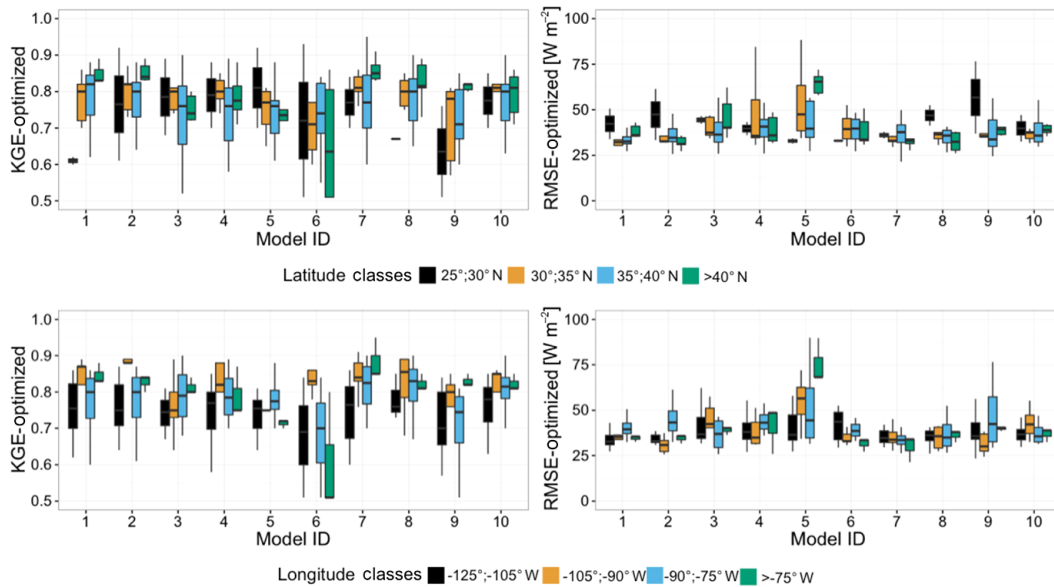 KGE-optimized
1.0
0.9
0.8
0.7
0.6
0.5
1 2 3 4 5 6 7 8 9 10
Model ID
RMSE-optimized [W m⁻²]
100
75
50
25
0
1 2 3 4 5 6 7 8 9 10
Model ID
Latitude classes 25°;30°N 30°;35°N 35°;40°N >40°N
KGE-optimized
1.0
0.9
0.8
0.7
0.6
0.5
1 2 3 4 5 6 7 8 9 10
Model ID
RMSE-optimized [W m⁻²]
100
75
50
25
0
1 2 3 4 5 6 7 8 9 10
Model ID
Longitude classes -125°;-105°W -105°;-90°W -90°;-75°W >-75°W